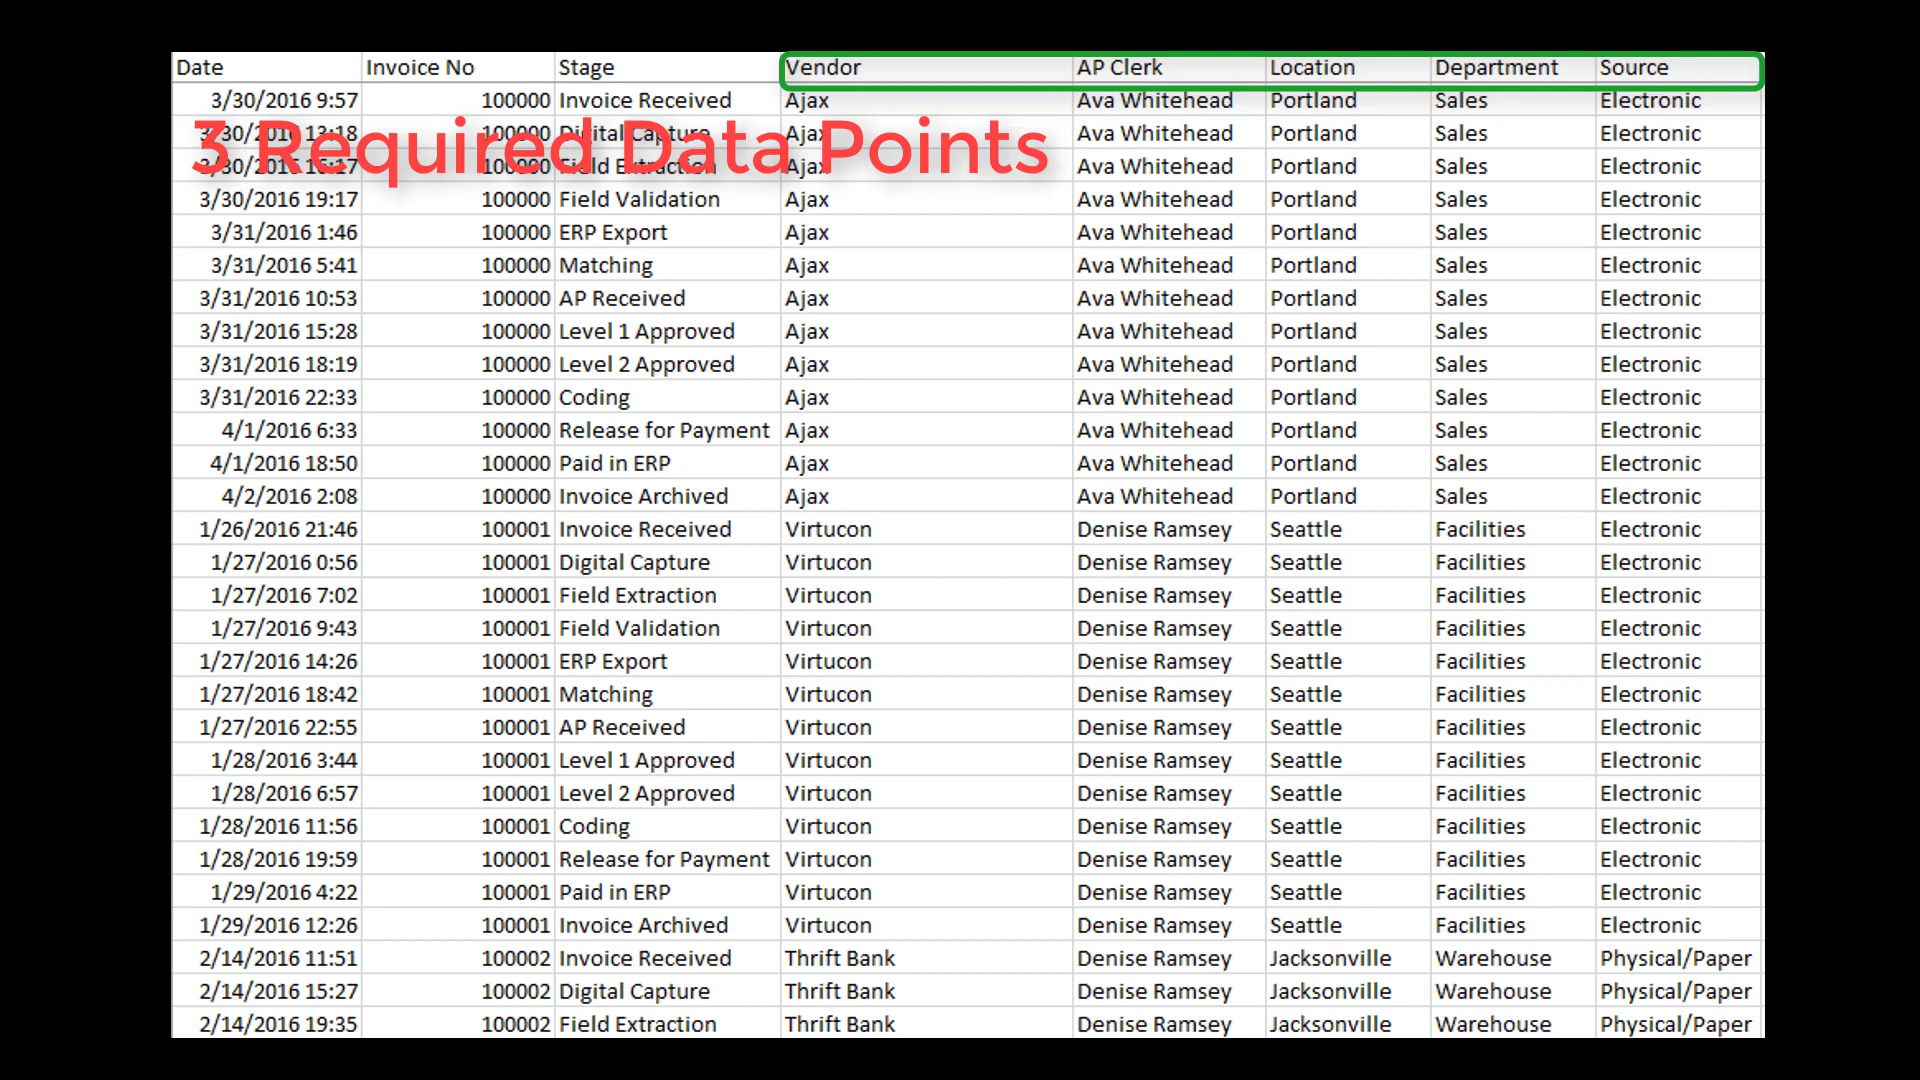 Date Invoice No Stage Vendor AP Clerk Location Department Source
3/30/2016 9:57 100000 Invoice Received Ajax Ava Whitehead Portland Sales Electronic
3/30/2016 13:18 100000 Digital Capture Ajax Ava Whitehead Portland Sales Electronic
3 Required Data Points
3/30/2016 100000 Field Extraction Ajax Ava Whitehead Portland Sales Electronic
3/30/2016 19:17 100000 Field Validation Ajax Ava Whitehead Portland Sales Electronic
3/31/2016 1:46 100000 ERP Export Ajax Ava Whitehead Portland Sales Electronic
3/31/2016 5:41 100000 Matching Ajax Ava Whitehead Portland Sales Electronic
3/31/2016 10:53 100000 AP Received Ajax Ava Whitehead Portland Sales Electronic
3/31/2016 15:28 100000 Level 1 Approved Ajax Ava Whitehead Portland Sales Electronic
3/31/2016 18:19 100000 Level 2 Approved Ajax Ava Whitehead Portland Sales Electronic
3/31/2016 22:33 100000 Coding Ajax Ava Whitehead Portland Sales Electronic
4/1/2016 6:33 100000 Release for Payment Ajax Ava Whitehead Portland Sales Electronic
4/1/2016 18:50 100000 Paid in ERP Ajax Ava Whitehead Portland Sales Electronic
4/2/2016 2:08 100000 Invoice Archived Ajax Ava Whitehead Portland Sales Electronic
1/26/2016 21:46 100001 Invoice Received Virtucon Denise Ramsey Seattle Facilities Electronic
1/27/2016 0:56 100001 Digital Capture Virtucon Denise Ramsey Seattle Facilities Electronic
1/27/2016 7:02 100001 Field Extraction Virtucon Denise Ramsey Seattle Facilities Electronic
1/27/2016 9:43 100001 Field Validation Virtucon Denise Ramsey Seattle Facilities Electronic
1/27/2016 14:26 100001 ERP Export Virtucon Denise Ramsey Seattle Facilities Electronic
1/27/2016 18:42 100001 Matching Virtucon Denise Ramsey Seattle Facilities Electronic
1/27/2016 22:55 100001 AP Received Virtucon Denise Ramsey Seattle Facilities Electronic
1/28/2016 3:44 100001 Level 1 Approved Virtucon Denise Ramsey Seattle Facilities Electronic
1/28/2016 6:57 100001 Level 2 Approved Virtucon Denise Ramsey Seattle Facilities Electronic
1/28/2016 11:56 100001 Coding Virtucon Denise Ramsey Seattle Facilities Electronic
1/28/2016 19:59 100001 Release for Payment Virtucon Denise Ramsey Seattle Facilities Electronic
1/29/2016 4:22 100001 Paid in ERP Virtucon Denise Ramsey Seattle Facilities Electronic
1/29/2016 12:26 100001 Invoice Archived Virtucon Denise Ramsey Seattle Facilities Electronic
2/14/2016 11:51 100002 Invoice Received Thrift Bank Denise Ramsey Jacksonville Warehouse Physical/Paper
2/14/2016 15:27 100002 Digital Capture Thrift Bank Denise Ramsey Jacksonville Warehouse Physical/Paper
2/14/2016 19:35 100002 Field Extraction Thrift Bank Denise Ramsey Jacksonville Warehouse Physical/Paper